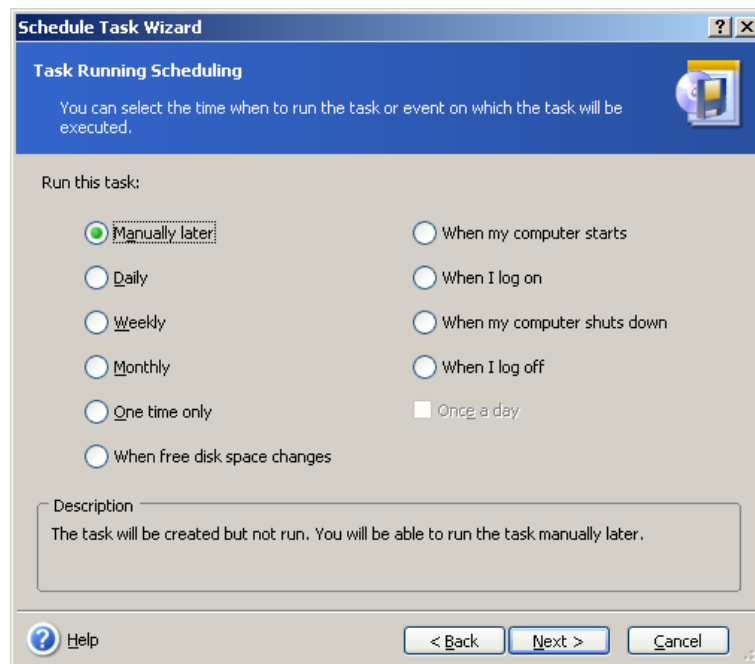 Schedule Task Wizard
Task Running Scheduling
You can select the time when to run the task or event on which the task will be
executed.
Run this task:
Manually later
Daily
Weekly
Monthly
One time only
When free disk space changes
When my computer starts
When I log on
When my computer shuts down
When I log off
Once a day
Description
The task will be created but not run. You will be able to run the task manually later.
Help
< Back
Next >
Cancel